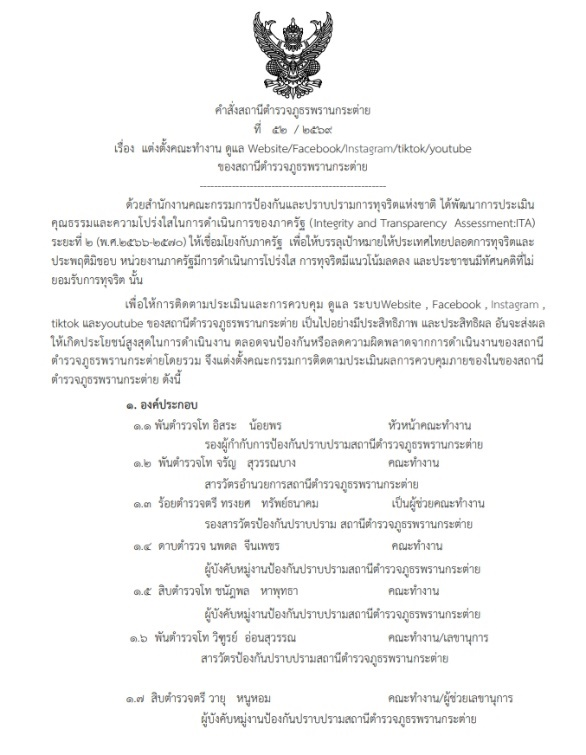 คำสั่งสถานีตำรวจภูธรพรานกระต่าย
ที่ ๕๒ / ๒๕๖๙
เรื่อง แต่งตั้งคณะทำงาน ดูแล Website/Facebook/Instagram/tiktok/youtube
ของสถานีตำรวจภูธรพรานกระต่าย
ด้วยสำนักงานคณะกรรมการป้องกันและปราบปรามการทุจริตแห่งชาติ ได้พัฒนาการประเมิน
คุณธรรมและความโปร่งใสในการดำเนินการของภาครัฐ (Integrity and Transparency Assessment:ITA)
ระยะที่ ๒ (พ.ศ.๒๕๖๖-๒๕๗๐) ให้เชื่อมโยงกับภาครัฐ เพื่อให้บรรลุเป้าหมายให้ประเทศไทยปลอดการทุจริตและ
ประพฤติมิชอบ หน่วยงานภาครัฐมีการดำเนินการโปร่งใส การทุจริตมีแนวโน้มลดลง และประชาชนมีทัศนคติที่ไม่
ยอมรับการทุจริต นั้น
เพื่อให้การติดตามประเมินและการควบคุม ดูแล ระบบWebsite , Facebook , Instagram ,
tiktok และyoutube ของสถานีตำรวจภูธรพรานกระต่าย เป็นไปอย่างมีประสิทธิภาพ และประสิทธิผล อันจะส่งผล
ให้เกิดประโยชน์สูงสุดในการดำเนินงาน ตลอดจนป้องกันหรือลดความผิดพลาดจากการดำเนินงานของสถานี
ตำรวจภูธรพรานกระต่ายโดยรวม จึงแต่งตั้งคณะกรรมการติดตามประเมินผลการควบคุมภายของในของสถานี
ตำรวจภูธรพรานกระต่าย ดังนี้
๑. องค์ประกอบ
๑.๑ พันตำรวจโท อิสระ น้อยพร หัวหน้าคณะทำงาน
รองผู้กำกับการป้องกันปราบปรามสถานีตำรวจภูธรพรานกระต่าย
๑.๒ พันตำรวจโท จรัญ สุวรรณบาง คณะทำงาน
สารวัตรอำนวยการสถานีตำรวจภูธรพรานกระต่าย
๑.๓ ร้อยตำรวจตรี ทรงยศ ทรัพย์ธนาคม เป็นผู้ช่วยคณะทำงาน
รองสารวัตรป้องกันปราบปราม สถานีตำรวจภูธรพรานกระต่าย
๑.๔ ดาบตำรวจ นพดล จีนเพชร คณะทำงาน
ผู้บังคับหมู่งานป้องกันปราบปรามสถานีตำรวจภูธรพรานกระต่าย
๑.๕ สิบตำรวจโท ชนัฎพล หาพุทธา คณะทำงาน
ผู้บังคับหมู่งานป้องกันปราบปรามสถานีตำรวจภูธรพรานกระต่าย
๑.๖ พันตำรวจโท วิฑูรย์ อ่อนสุวรรณ คณะทำงาน/เลขานุการ
สารวัตรป้องกันปราบปรามสถานีตำรวจภูธรพรานกระต่าย
๑.๗ สิบตำรวจตรี วายุ หนูหอม คณะทำงาน/ผู้ช่วยเลขานุการ
ผู้บังคับหมู่งานป้องกันปราบปรามสถานีตำรวจภูธรพรานกระต่าย